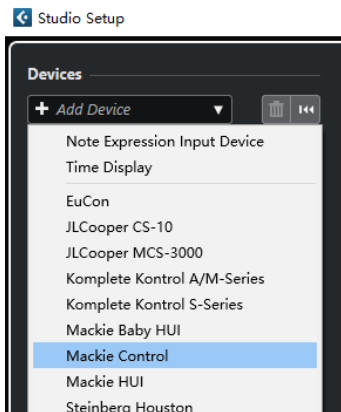 Studio Setup
Devices
+ Add Device
Note Expression Input Device
Time Display
EuCon
JLCooper CS-10
JLCooper MCS-3000
Komplete Kontrol A/M-Series
Komplete Kontrol S-Series
Mackie Baby HUI
Mackie Control
Mackie HUI
Steinberg Houston